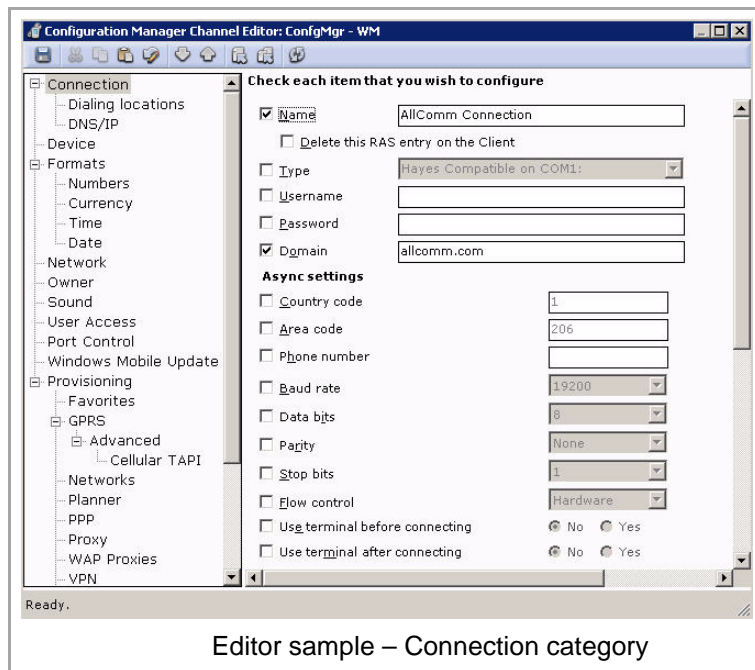 Configuration Manager Channel Editor: ConfgMgr - WM
Connection
Dialing locations
DNS/IP
Device
Formats
Numbers
Currency
Time
Date
Network
Owner
Sound
User Access
Port Control
Windows Mobile Update
Provisioning
Favorites
GPRS
Advanced
Cellular TAPI
Networks
Planner
PPP
Proxy
WAP Proxies
VPN
Check each item that you wish to configure
Name AllComm Connection
Delete this RAS entry on the Client
Type Hayes Compatible on COM1:
Username
Password
Domain allcomm.com
Async settings
Country code 1
Area code 206
Phone number
Baud rate 19200
Data bits 8
Parity None
Stop bits 1
Flow control Hardware
Use terminal before connecting No Yes
Use terminal after connecting No Yes
Ready.
Editor sample – Connection category